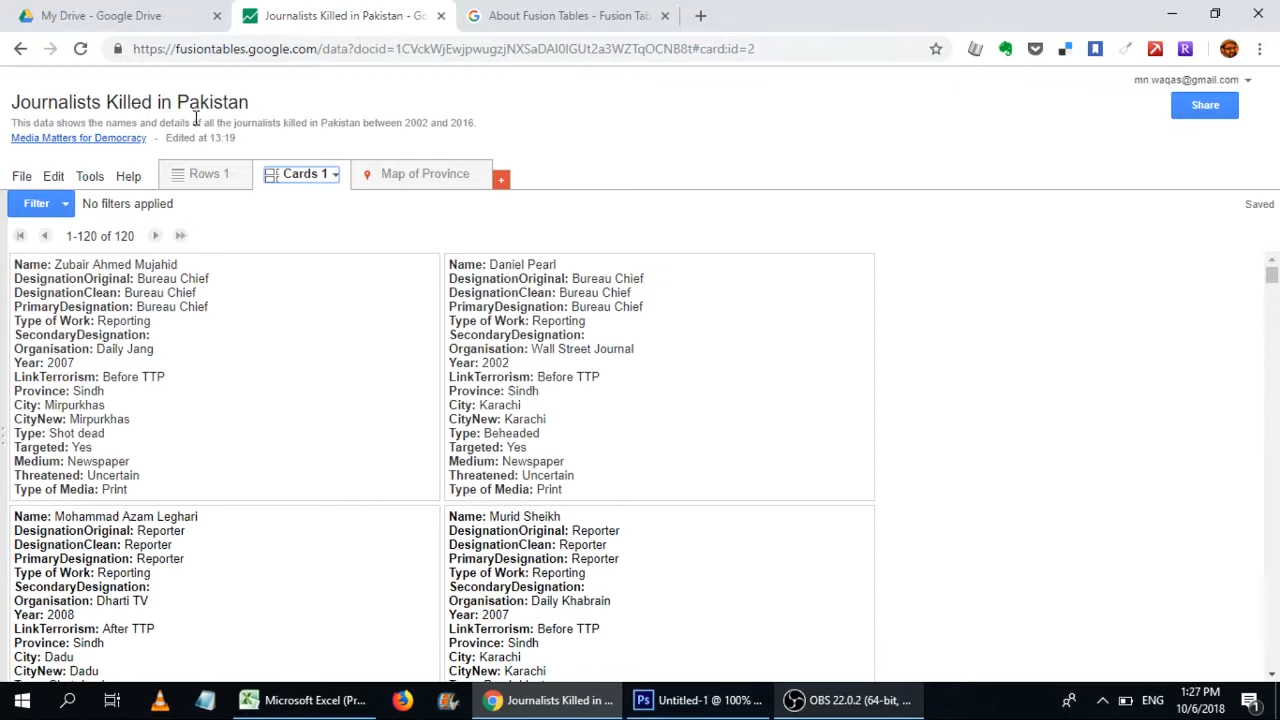 My Drive - Google Drive
Journalists Killed in Pakistan - Go
About Fusion Tables - Fusion Tab
https://fusiontables.google.com/data?docid=1CVckWjEwjpwugzjNXSaDAI0lGUt2a3WZTqOCNB8t#card:id=2
mn.waqas@gmail.com
Journalists Killed in Pakistan
Share
This data shows the names and details of all the journalists killed in Pakistan between 2002 and 2016.
Media Matters for Democracy - Edited at 13:19
File Edit Tools Help Rows 1 Cards 1 Map of Province +
Filter No filters applied Saved
1-120 of 120
Name: Zubair Ahmed Mujahid
DesignationOriginal: Bureau Chief
DesignationClean: Bureau Chief
PrimaryDesignation: Bureau Chief
Type of Work: Reporting
SecondaryDesignation:
Organisation: Daily Jang
Year: 2007
LinkTerrorism: Before TTP
Province: Sindh
City: Mirpurkhas
CityNew: Mirpurkhas
Type: Shot dead
Targeted: Yes
Medium: Newspaper
Threatened: Uncertain
Type of Media: Print
Name: Daniel Pearl
DesignationOriginal: Bureau Chief
DesignationClean: Bureau Chief
PrimaryDesignation: Bureau Chief
Type of Work: Reporting
SecondaryDesignation:
Organisation: Wall Street Journal
Year: 2002
LinkTerrorism: Before TTP
Province: Sindh
City: Karachi
CityNew: Karachi
Type: Beheaded
Targeted: Yes
Medium: Newspaper
Threatened: Uncertain
Type of Media: Print
Name: Mohammad Azam Leghari
DesignationOriginal: Reporter
DesignationClean: Reporter
PrimaryDesignation: Reporter
Type of Work: Reporting
SecondaryDesignation:
Organisation: Dharti TV
Year: 2008
LinkTerrorism: After TTP
Province: Sindh
City: Dadu
CityNew: Dadu
Name: Murid Sheikh
DesignationOriginal: Reporter
DesignationClean: Reporter
PrimaryDesignation: Reporter
Type of Work: Reporting
SecondaryDesignation:
Organisation: Daily Khabrain
Year: 2007
LinkTerrorism: Before TTP
Province: Sindh
City: Karachi
CityNew: Karachi
Microsoft Excel (Pr...
Journalists Killed in ...
Untitled-1 @ 100% ...
OBS 22.0.2 (64-bit, ...
ENG
1:27 PM
10/6/2018